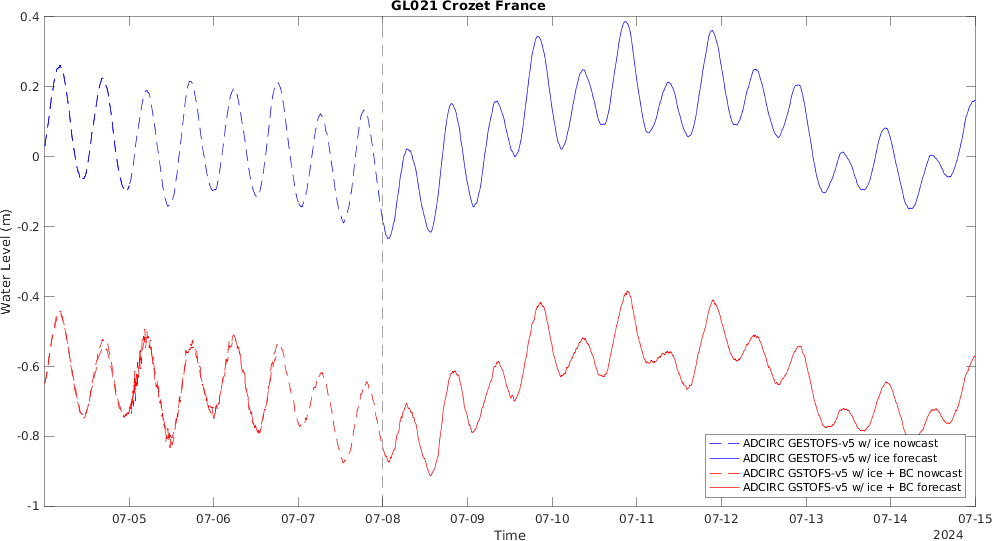 GL021 Crozet France
0.4
0.2
0
-0.2
-0.4
-0.6
-0.8
-1
Water Level (m)
ADCIRC GESTOFS-v5 w/ ice nowcast
ADCIRC GESTOFS-v5 w/ ice forecast
ADCIRC GSTOFS-v5 w/ ice + BC nowcast
ADCIRC GSTOFS-v5 w/ ice + BC forecast
07-05 07-06 07-07 07-08 07-09 07-10 07-11 07-12 07-13 07-14 07-15
Time
2024